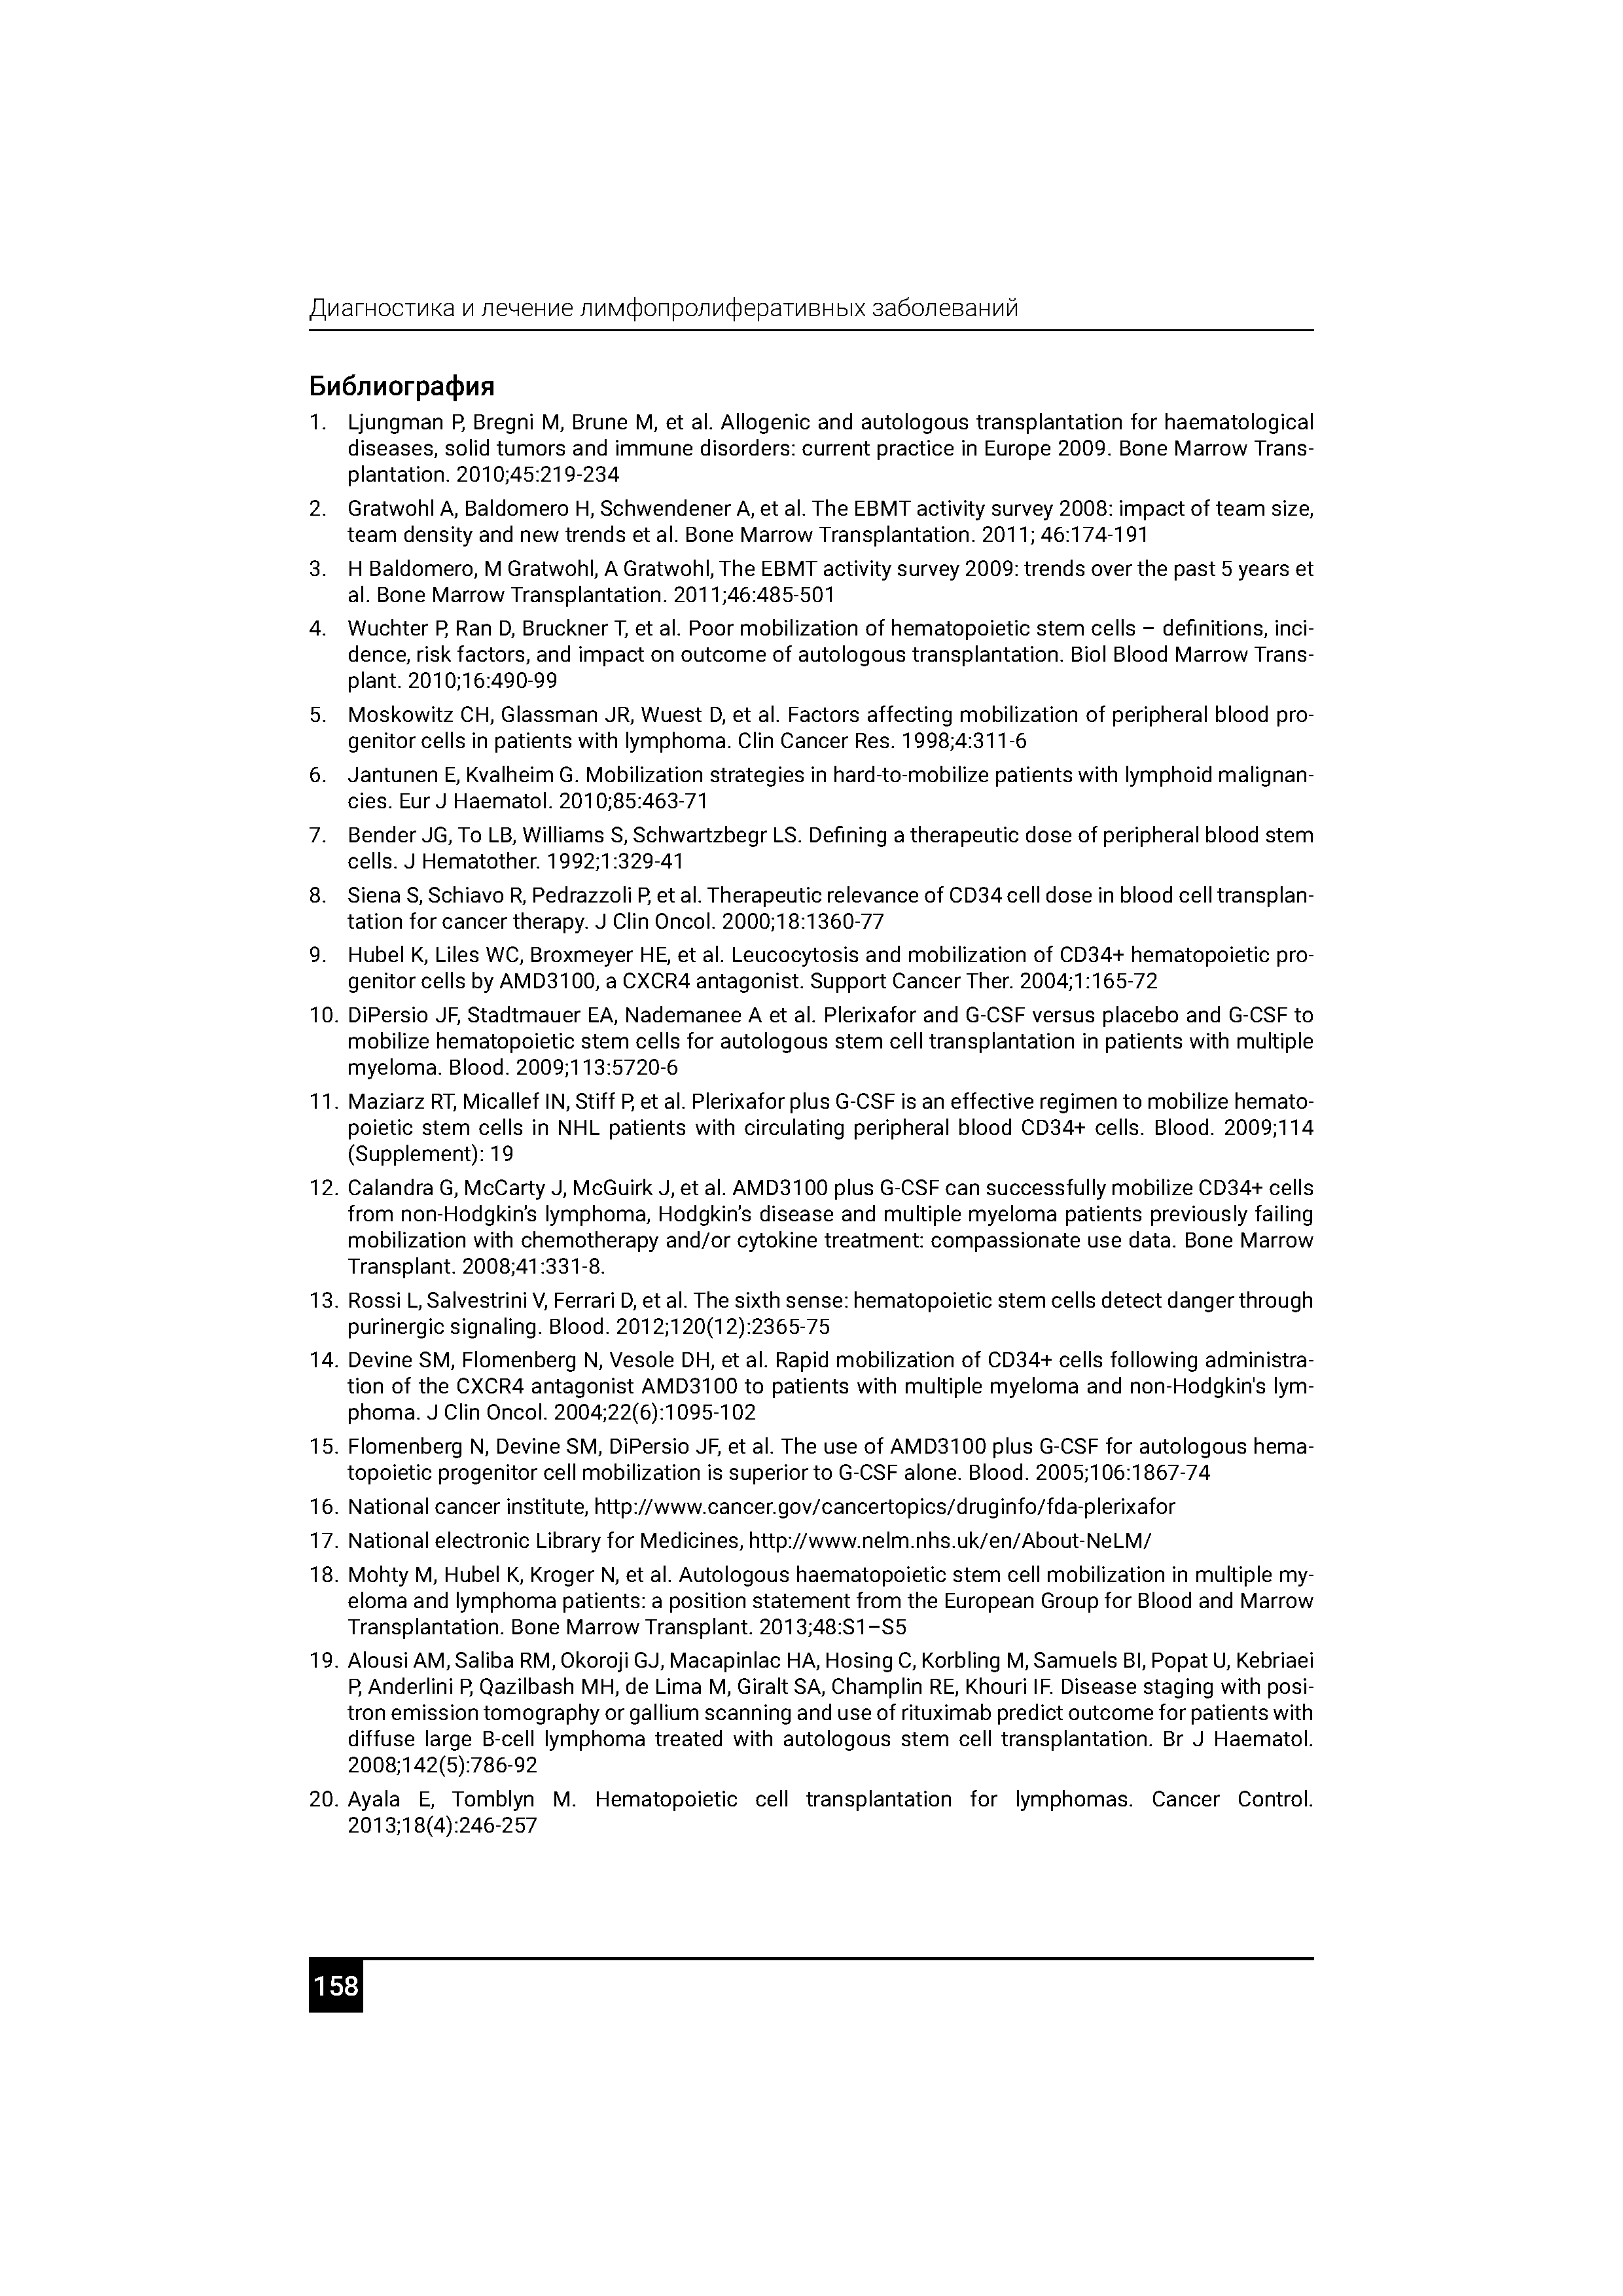 Диагностика и лечение лимфопролиферативных заболеваний
Библиография
1. Ljungman P, Bregni M, Brune M, et al. Allogenic and autologous transplantation for haematological
diseases, solid tumors and immune disorders: current practice in Europe 2009. Bone Marrow Trans-
plantation. 2010;45:219-234
2. Gratwohl A, Baldomero H, Schwendener A, et al. The EBMT activity survey 2008: impact of team size,
team density and new trends et al. Bone Marrow Transplantation. 2011; 46:174-191
3. H Baldomero, M Gratwohl, A Gratwohl, The EBMT activity survey 2009: trends over the past 5 years et
al. Bone Marrow Transplantation. 2011;46:485-501
4. Wuchter P, Ran D, Bruckner T, et al. Poor mobilization of hematopoietic stem cells – definitions, inci-
dence, risk factors, and impact on outcome of autologous transplantation. Biol Blood Marrow Trans-
plant. 2010;16:490-99
5. Moskowitz CH, Glassman JR, Wuest D, et al. Factors affecting mobilization of peripheral blood pro-
genitor cells in patients with lymphoma. Clin Cancer Res. 1998;4:311-6
6. Jantunen E, Kvalheim G. Mobilization strategies in hard-to-mobilize patients with lymphoid malignan-
cies. Eur J Haematol. 2010;85:463-71
7. Bender JG, To LB, Williams S, Schwartzbegr LS. Defining a therapeutic dose of peripheral blood stem
cells. J Hematother. 1992;1:329-41
8. Siena S, Schiavo R, Pedrazzoli P, et al. Therapeutic relevance of CD34 cell dose in blood cell transplan-
tation for cancer therapy. J Clin Oncol. 2000;18:1360-77
9. Hubel K, Liles WC, Broxmeyer HE, et al. Leucocytosis and mobilization of CD34+ hematopoietic pro-
genitor cells by AMD3100, a CXCR4 antagonist. Support Cancer Ther. 2004;1:165-72
10. DiPersio JF, Stadtmauer EA, Nademanee A et al. Plerixafor and G-CSF versus placebo and G-CSF to
mobilize hematopoietic stem cells for autologous stem cell transplantation in patients with multiple
myeloma. Blood. 2009;113:5720-6
11. Maziarz RT, Micallef IN, Stiff P, et al. Plerixafor plus G-CSF is an effective regimen to mobilize hemato-
poietic stem cells in NHL patients with circulating peripheral blood CD34+ cells. Blood. 2009;114
(Supplement): 19
12. Calandra G, McCarty J, McGuirk J, et al. AMD3100 plus G-CSF can successfully mobilize CD34+ cells
from non-Hodgkin’s lymphoma, Hodgkin’s disease and multiple myeloma patients previously failing
mobilization with chemotherapy and/or cytokine treatment: compassionate use data. Bone Marrow
Transplant. 2008;41:331-8.
13. Rossi L, Salvestrini V, Ferrari D, et al. The sixth sense: hematopoietic stem cells detect danger through
purinergic signaling. Blood. 2012;120(12):2365-75
14. Devine SM, Flomenberg N, Vesole DH, et al. Rapid mobilization of CD34+ cells following administra-
tion of the CXCR4 antagonist AMD3100 to patients with multiple myeloma and non-Hodgkin's lym-
phoma. J Clin Oncol. 2004;22(6):1095-102
15. Flomenberg N, Devine SM, DiPersio JF, et al. The use of AMD3100 plus G-CSF for autologous hema-
topoietic progenitor cell mobilization is superior to G-CSF alone. Blood. 2005;106:1867-74
16. National cancer institute, http://www.cancer.gov/cancertopics/druginfo/fda-plerixafor
17. National electronic Library for Medicines, http://www.nelm.nhs.uk/en/About-NeLM/
18. Mohty M, Hubel K, Kroger N, et al. Autologous haematopoietic stem cell mobilization in multiple my-
eloma and lymphoma patients: a position statement from the European Group for Blood and Marrow
Transplantation. Bone Marrow Transplant. 2013;48:S1–S5
19. Alousi AM, Saliba RM, Okoroji GJ, Macapinlac HA, Hosing C, Korbling M, Samuels BI, Popat U, Kebriaei
P, Anderlini P, Qazilbash MH, de Lima M, Giralt SA, Champlin RE, Khouri IF. Disease staging with posi-
tron emission tomography or gallium scanning and use of rituximab predict outcome for patients with
diffuse large B-cell lymphoma treated with autologous stem cell transplantation. Br J Haematol.
2008;142(5):786-92
20. Ayala E, Tomblyn M. Hematopoietic cell transplantation for lymphomas. Cancer Control.
2013;18(4):246-257
158